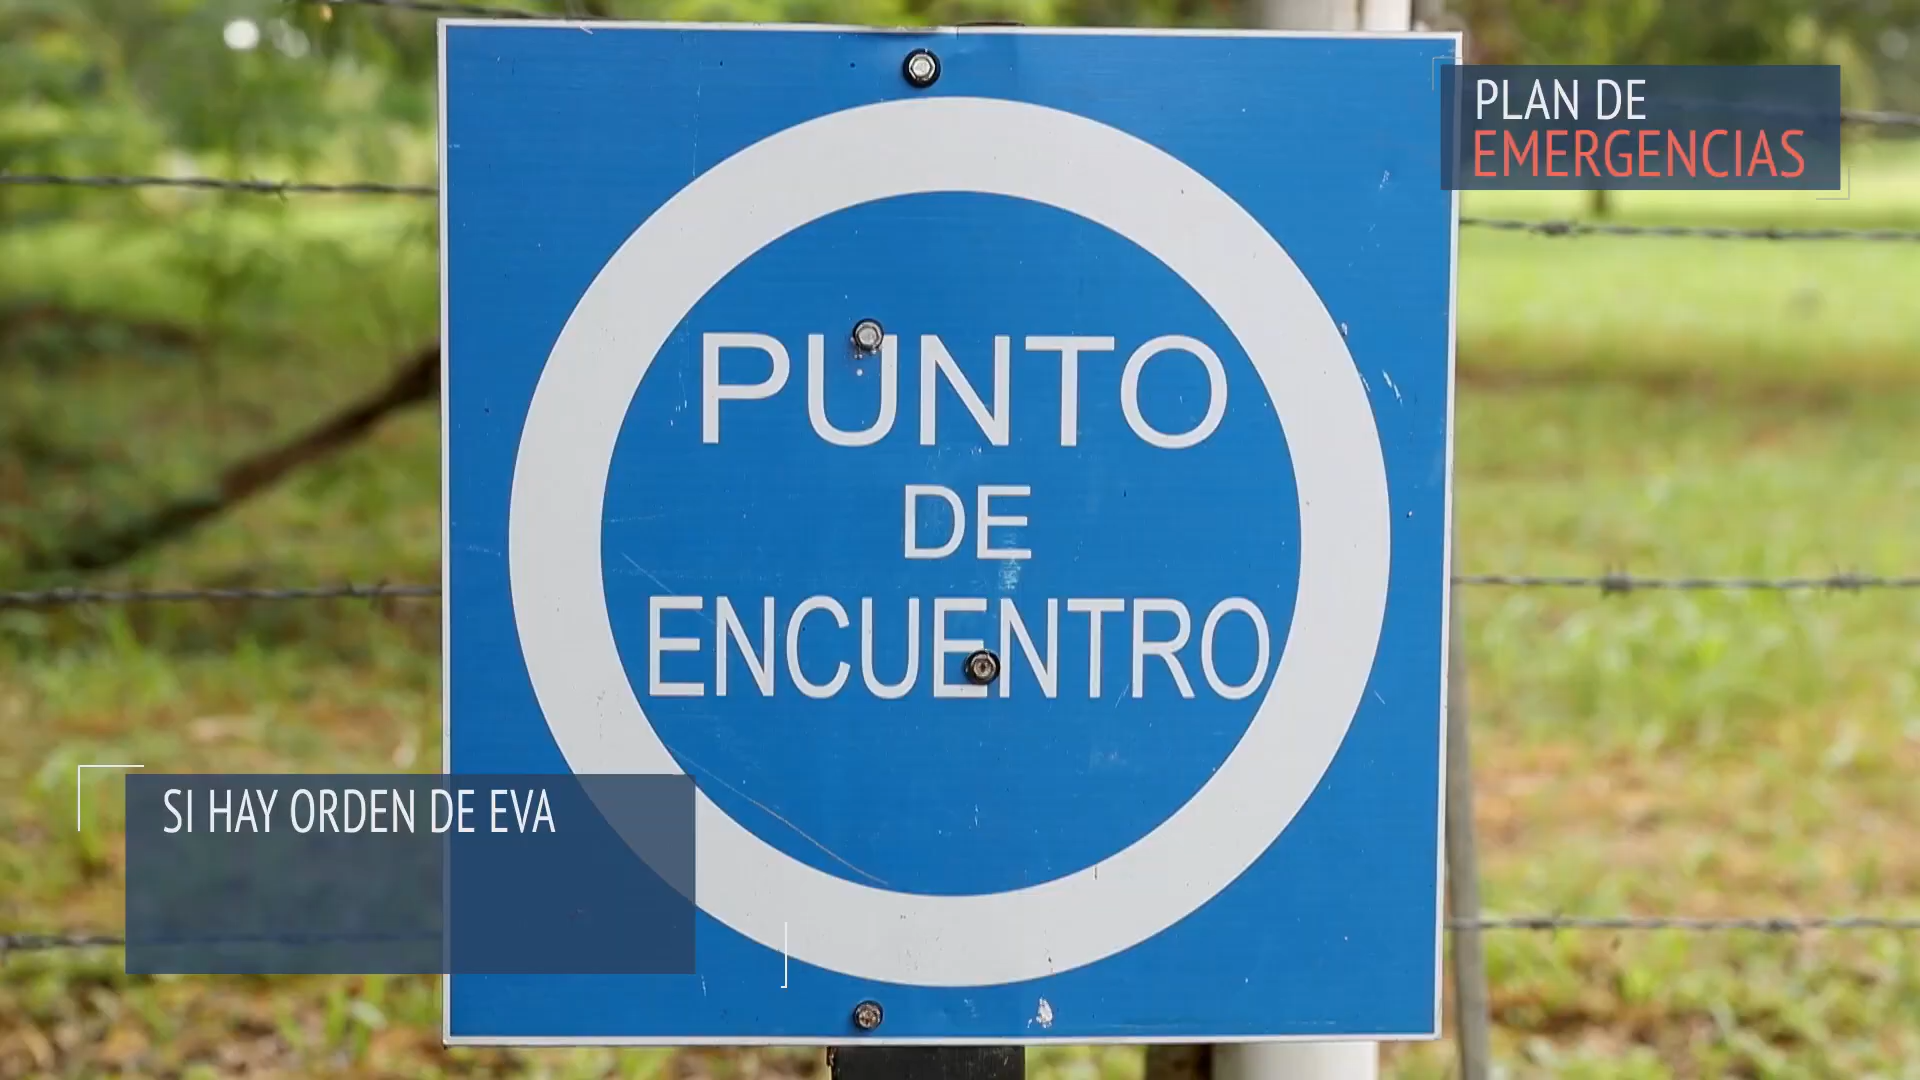 PLAN DE
EMERGENCIAS
PUNTO
DE
ENCUENTRO
SI HAY ORDEN DE EVA